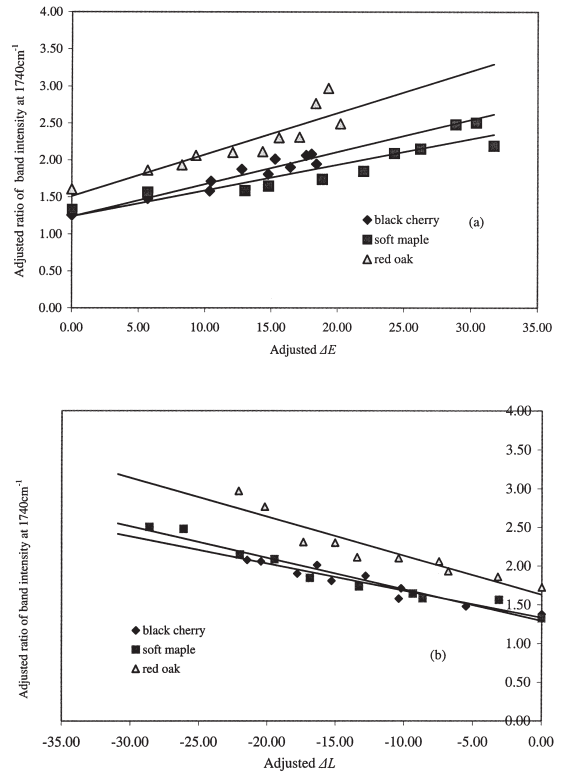 4.00
3.50
3.00
2.50
2.00
1.50
1.00
0.50
0.00
Adjusted ratio of band intensity at 1740cm⁻¹
black cherry
soft maple
red oak
(a)
0.00 5.00 10.00 15.00 20.00 25.00 30.00 35.00
Adjusted ΔE
4.00
3.50
3.00
2.50
2.00
1.50
1.00
0.50
0.00
Adjusted ratio of band intensity at 1740cm⁻¹
black cherry
soft maple
red oak
(b)
-35.00 -30.00 -25.00 -20.00 -15.00 -10.00 -5.00 0.00
Adjusted ΔL